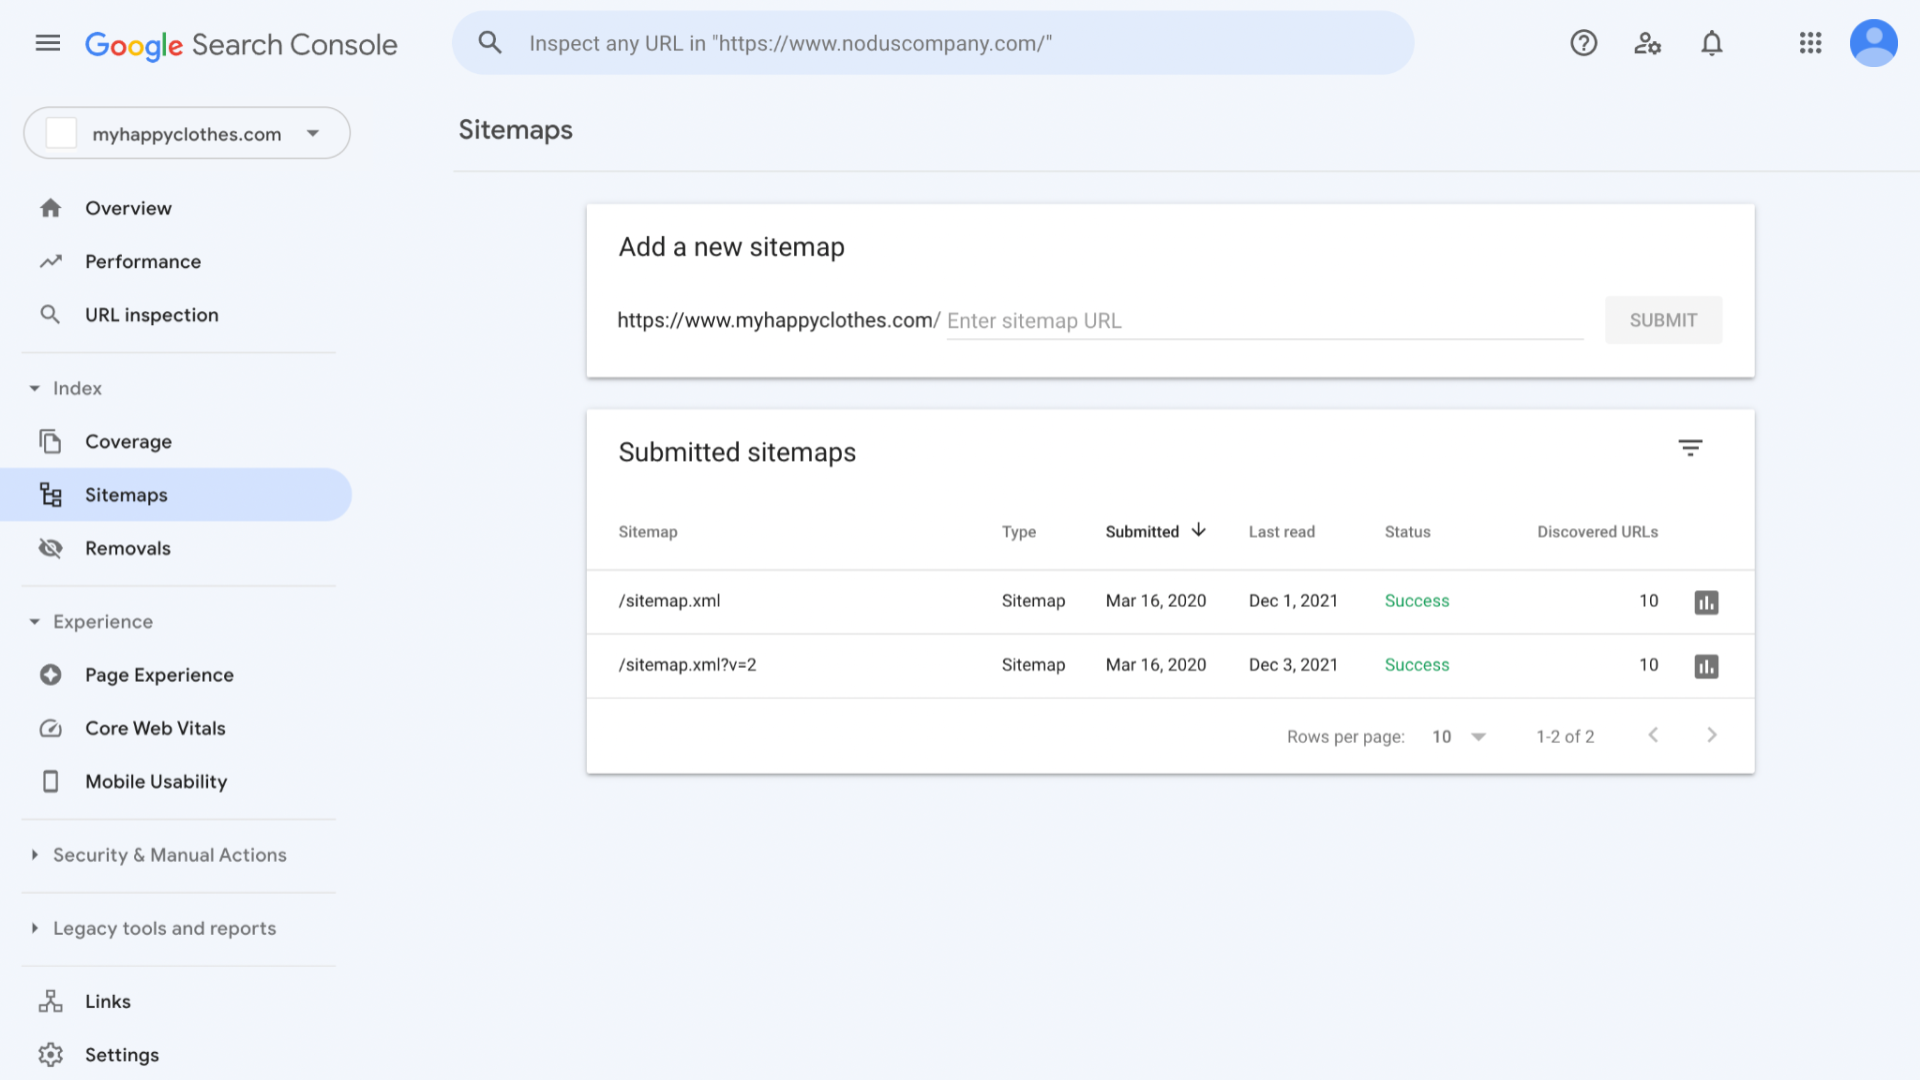 Google Search Console
Inspect any URL in "https://www.noduscompany.com/"
myhappyclothes.com
Overview
Performance
URL inspection
Index
Coverage
Sitemaps
Removals
Experience
Page Experience
Core Web Vitals
Mobile Usability
Security & Manual Actions
Legacy tools and reports
Links
Settings
Sitemaps
Add a new sitemap
https://www.myhappyclothes.com/ Enter sitemap URL SUBMIT
Submitted sitemaps
Sitemap Type Submitted Last read Status Discovered URLs
/sitemap.xml Sitemap Mar 16, 2020 Dec 1, 2021 Success 10
/sitemap.xml?v=2 Sitemap Mar 16, 2020 Dec 3, 2021 Success 10
Rows per page: 10 1-2 of 2